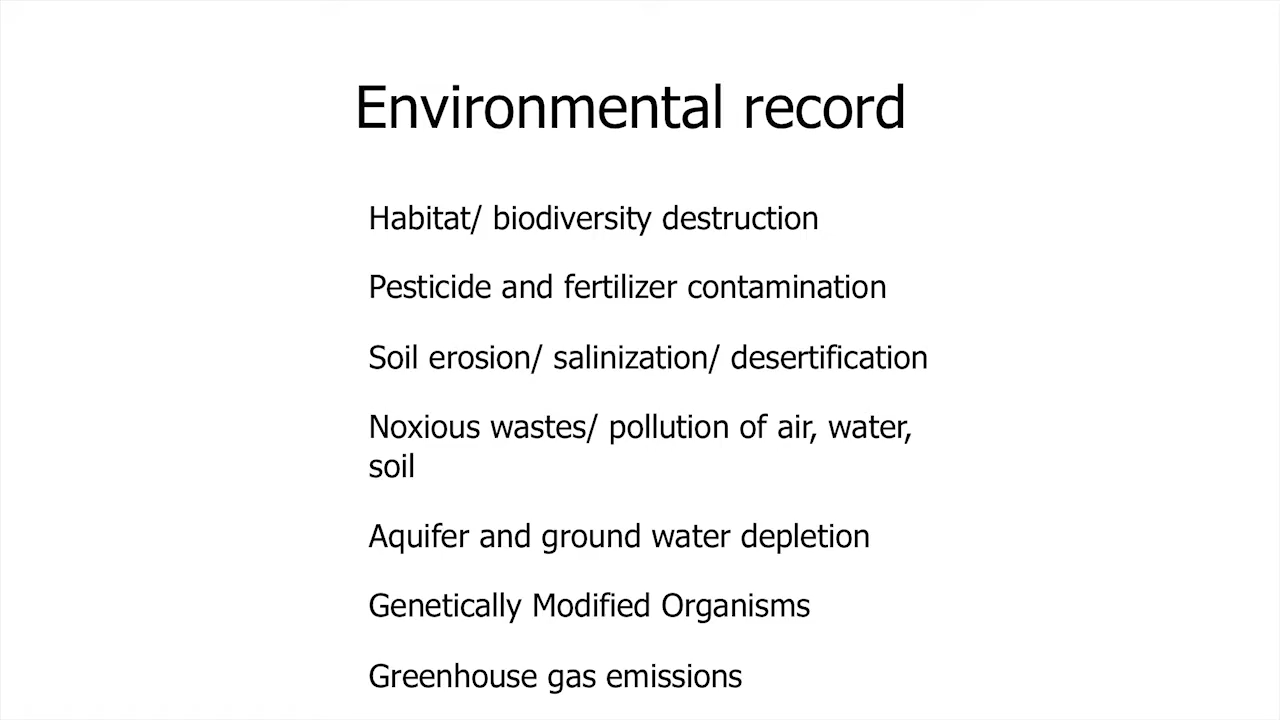 Environmental record
Habitat/ biodiversity destruction
Pesticide and fertilizer contamination
Soil erosion/ salinization/ desertification
Noxious wastes/ pollution of air, water,
soil
Aquifer and ground water depletion
Genetically Modified Organisms
Greenhouse gas emissions